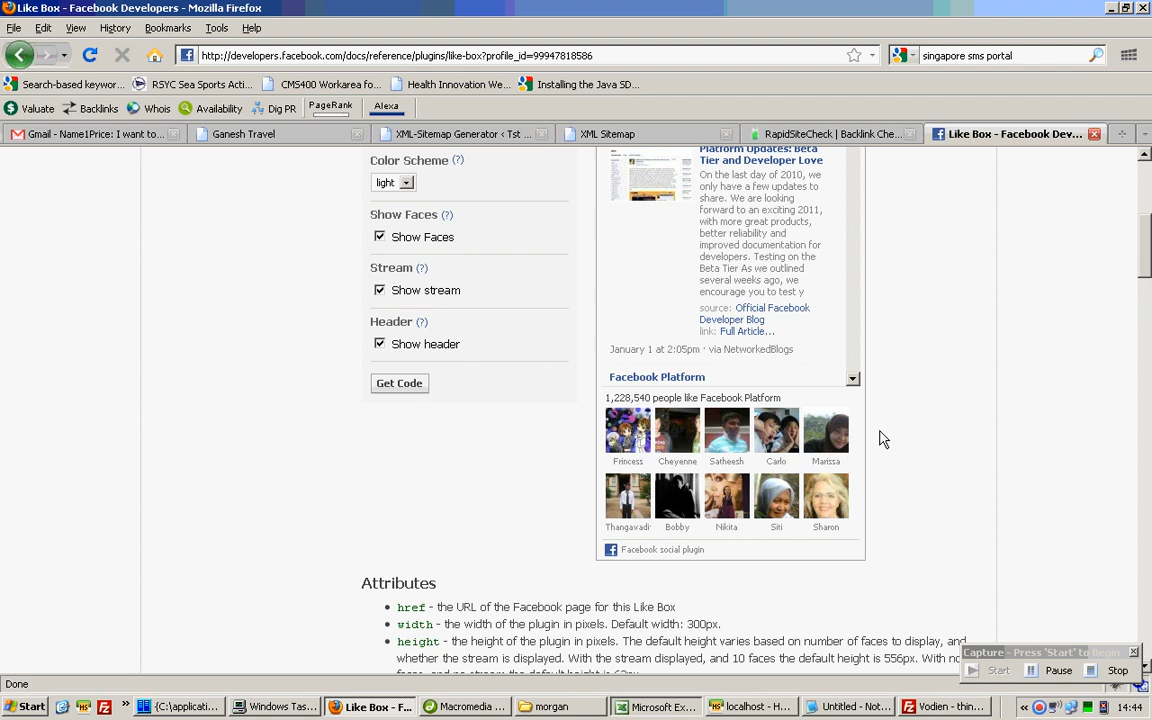 Like Box - Facebook Developers - Mozilla Firefox
File Edit View History Bookmarks Tools Help
http://developers.facebook.com/docs/reference/plugins/like-box?profile_id=99947818586
singapore sms portal
Search-based keywor... RSYC Sea Sports Acti... CMS400 Workarea fo... Health Innovation We... Installing the Java SD...
Valuate Backlinks Whois Availability Dig PR PageRank Alexa
Gmail - Name1Price: I want to... Ganesh Travel XML-Sitemap Generator ‹ Tst ... XML Sitemap RapidSiteCheck | Backlink Che... Like Box - Facebook Dev...
Color Scheme (?)
light
Show Faces (?)
Show Faces
Stream (?)
Show stream
Header (?)
Show header
Get Code
Platform Updates: Beta
Tier and Developer Love
On the last day of 2010, we
only have a few updates to
share. We are looking
forward to an exciting 2011,
with more great products,
better reliability and
improved documentation for
developers. Testing on the
Beta Tier As we outlined
several weeks ago, we
encourage you to test y
source: Official Facebook
Developer Blog
link: Full Article...
January 1 at 2:05pm · via NetworkedBlogs
Facebook Platform
1,228,540 people like Facebook Platform
Frincess Cheyenne Satheesh Carlo Marissa
Thangavadi Bobby Nikita Siti Sharon
Facebook social plugin
Attributes
href - the URL of the Facebook page for this Like Box
width - the width of the plugin in pixels. Default width: 300px.
height - the height of the plugin in pixels. The default height varies based on number of faces to display, and
whether the stream is displayed. With the stream displayed, and 10 faces the default height is 556px. With no
Capture - Press 'Start' to Begin
Start Pause Stop
Done
Start {C:\applicati... Windows Tas... Like Box - F... Macromedia ... morgan Microsoft Ex... localhost - H... Untitled - Not... Vodien - thin... 14:44